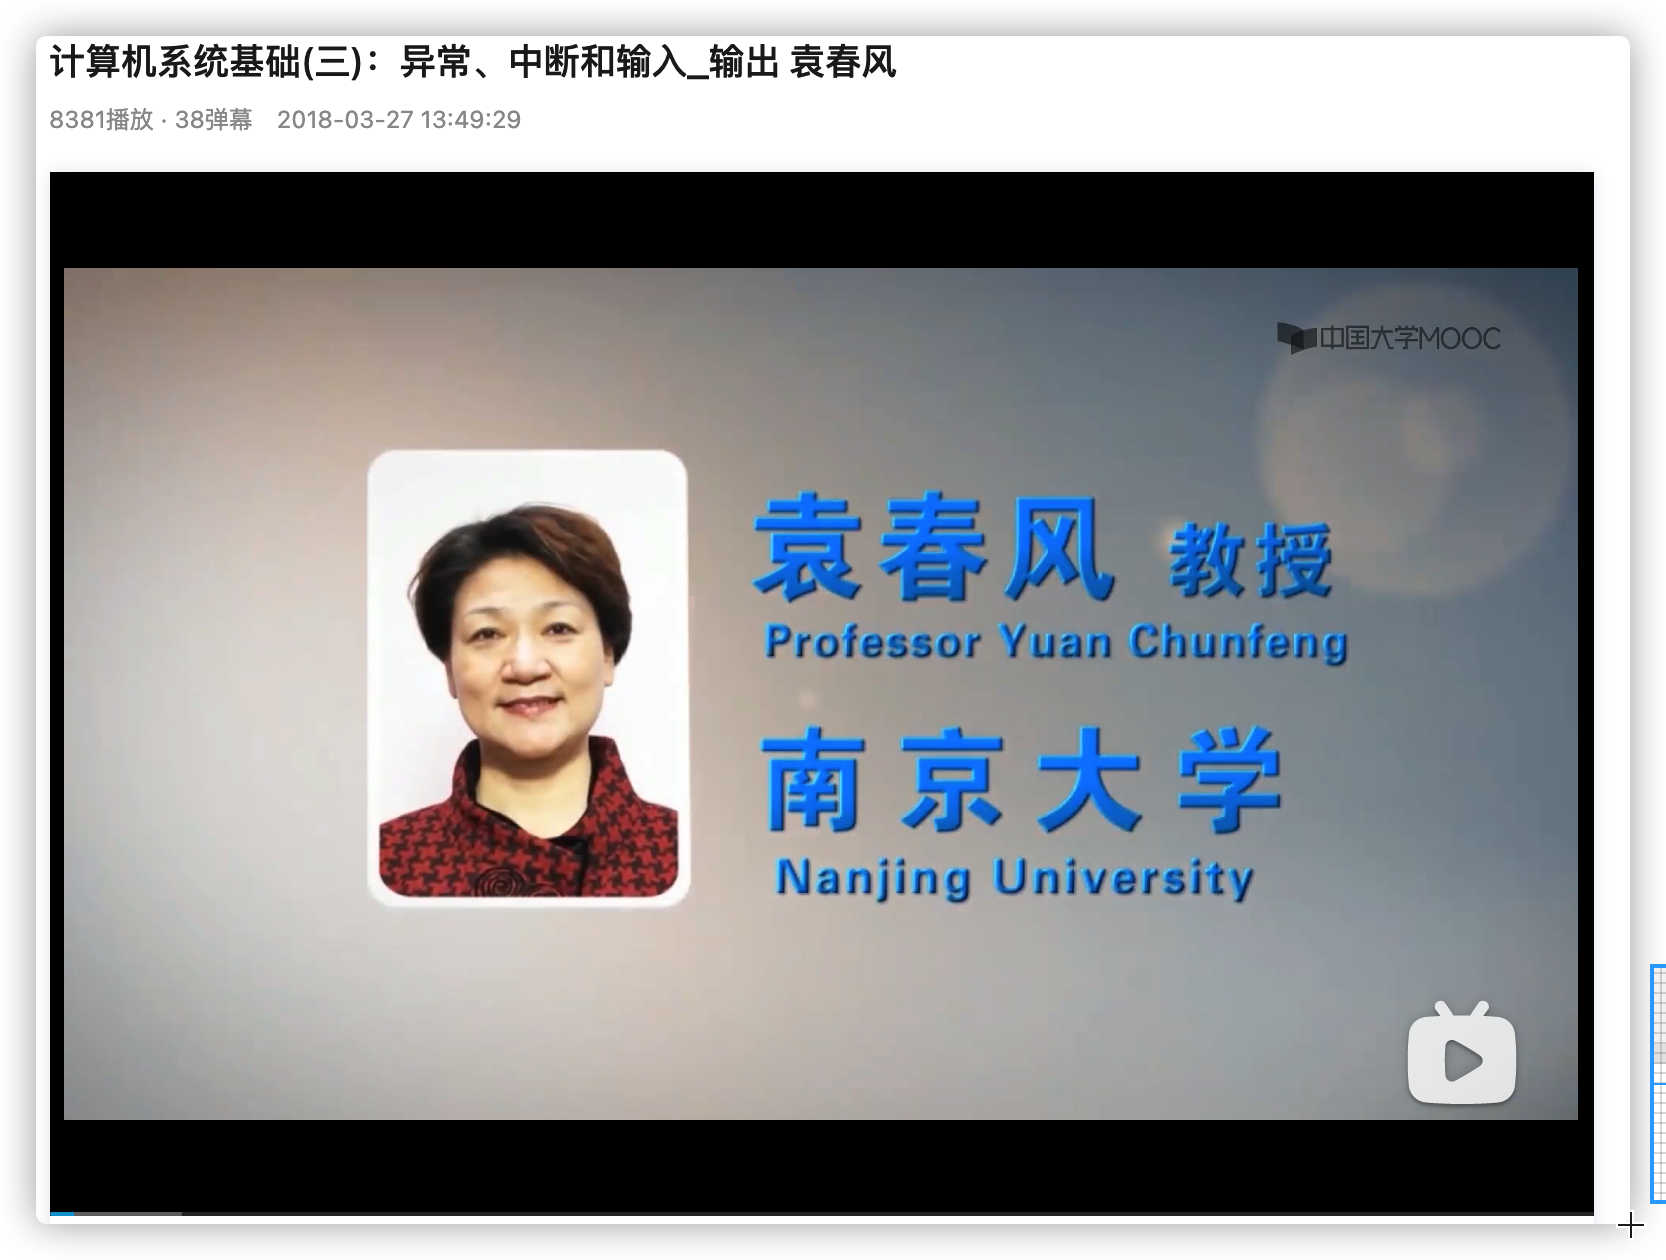 计算机系统基础(三)：异常、中断和输入_输出 袁春风
8381播放 · 38弹幕 2018-03-27 13:49:29
中国大学MOOC
袁春风 教授
Professor Yuan Chunfeng
南京大学
Nanjing University